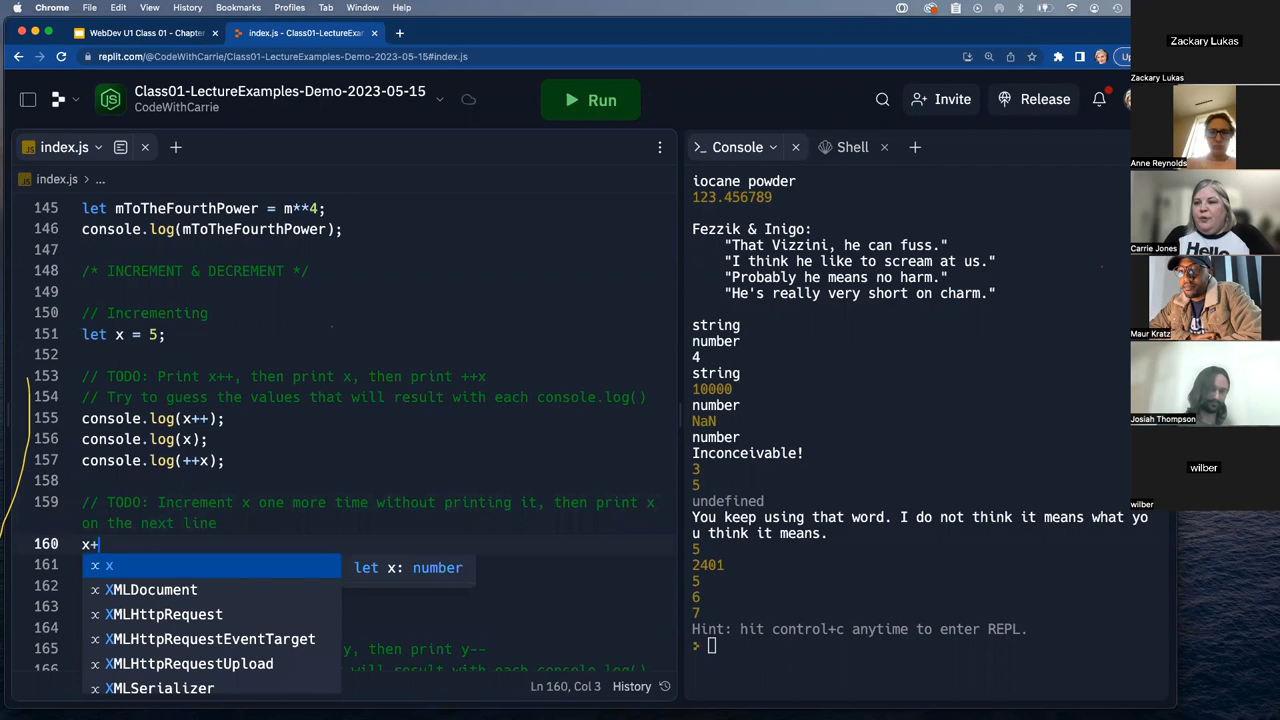 Chrome File Edit View History Bookmarks Profiles Tab Window Help
WebDev U1 Class 01 - Chapter
index.js - Class01-LectureExam
replit.com/@CodeWithCarrie/Class01-LectureExamples-Demo-2023-05-15#index.js
Up
Class01-LectureExamples-Demo-2023-05-15
CodeWithCarrie
Run
Invite
Release
index.js
index.js > ...
145 let mToTheFourthPower = m**4;
146 console.log(mToTheFourthPower);
147
148 /* INCREMENT & DECREMENT */
149
150 // Incrementing
151 let x = 5;
152
153 // TODO: Print x++, then print x, then print ++x
154 // Try to guess the values that will result with each console.log()
155 console.log(x++);
156 console.log(x);
157 console.log(++x);
158
159 // TODO: Increment x one more time without printing it, then print x
on the next line
160 x+
161
162
163
164
165 y, then print y--
166 will result with each console.log()
x
XMLDocument
XMLHttpRequest
XMLHttpRequestEventTarget
XMLHttpRequestUpload
XMLSerializer
let x: number
Ln 160, Col 3 History
Console
Shell
iocane powder
123.456789
Fezzik & Inigo:
"That Vizzini, he can fuss."
"I think he like to scream at us."
"Probably he means no harm."
"He's really very short on charm."
string
number
4
string
10000
number
NaN
number
Inconceivable!
3
5
undefined
You keep using that word. I do not think it means what yo
u think it means.
5
2401
5
6
7
Hint: hit control+c anytime to enter REPL.
Zackary Lukas
Zackary Lukas
Anne Reynolds
Hello
Carrie Jones
Maur Kratz
Josiah Thompson
wilber
wilber